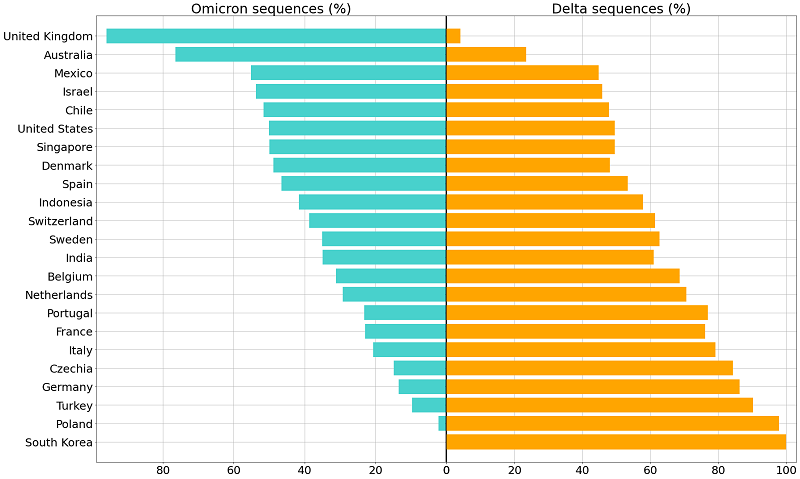 Omicron sequences (%)
Delta sequences (%)
United Kingdom
Australia
Mexico
Israel
Chile
United States
Singapore
Denmark
Spain
Indonesia
Switzerland
Sweden
India
Belgium
Netherlands
Portugal
France
Italy
Czechia
Germany
Turkey
Poland
South Korea
80 60 40 20 0 20 40 60 80 100